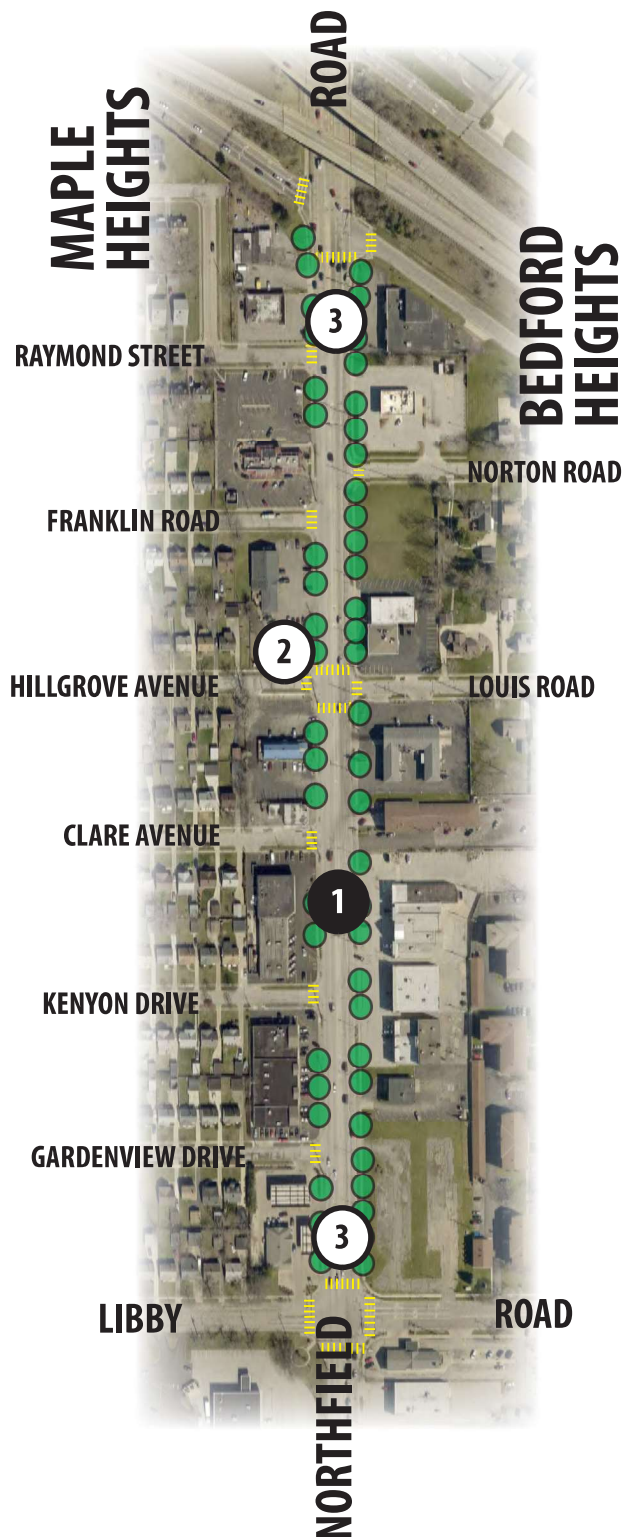 ROAD
MAPLE
HEIGHTS
BEDFORD
HEIGHTS
3
RAYMOND STREET
NORTON ROAD
FRANKLIN ROAD
2
HILLGROVE AVENUE
LOUIS ROAD
CLARE AVENUE
1
KENYON DRIVE
GARDENVIEW DRIVE
3
LIBBY
ROAD
NORTHFIELD